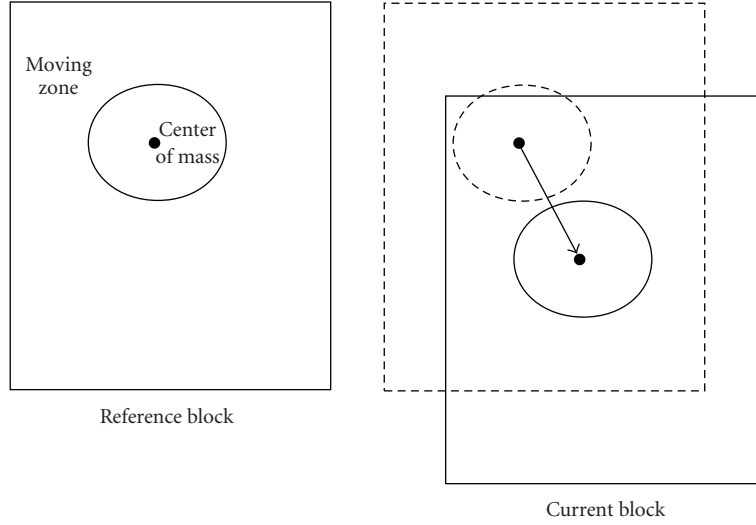 Moving
zone
Center
of mass
Reference block
Current block